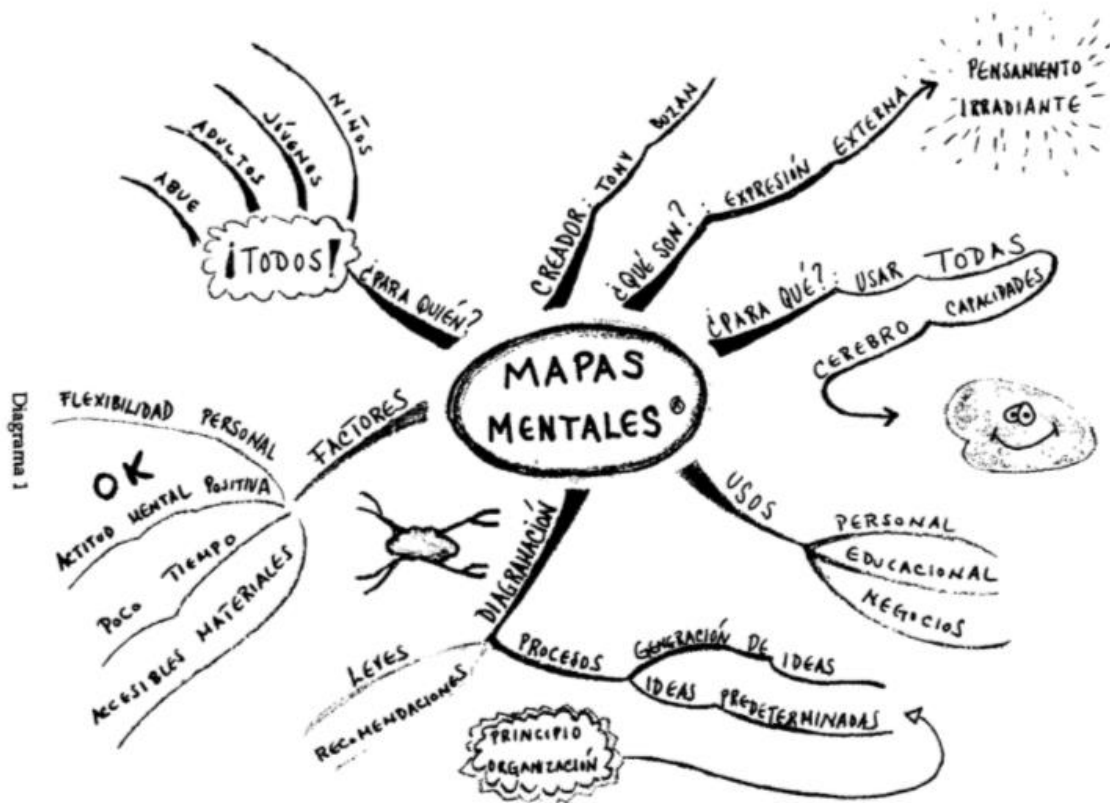 MAPAS
MENTALES ®
CREADOR: TONY BUZAN
¿QUÉ SON?: EXPRESIÓN EXTERNA
PENSAMIENTO
IRRADIANTE
¿PARA QUÉ?: USAR TODAS
CAPACIDADES
CEREBRO
USOS
PERSONAL
EDUCACIONAL
NEGOCIOS
DIAGRAMACIÓN
PROCESOS
GENERACIÓN DE IDEAS
IDEAS PREDETERMINADAS
PRINCIPIO
ORGANIZACIÓN
LEYES
RECOMENDACIONES
FACTORES
FLEXIBILIDAD PERSONAL
OK
ACTITUD MENTAL POSITIVA
POCO TIEMPO
ACCESIBLES MATERIALES
¿PARA QUIÉN?
¡TODOS!
ABUE
ADULTOS
JÓVENES
NIÑOS
Diagrama 1